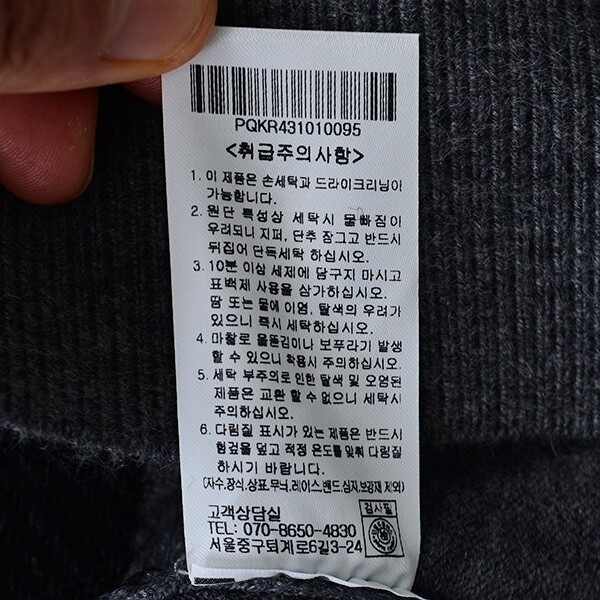 PQKR431010095
<취급주의사항>
1. 이 제품은 손세탁과 드라이크리닝이
가능합니다.
2. 원단 특성상 세탁시 물빠짐이
우려되니 지퍼, 단추 잠그고 반드시
뒤집어 단독세탁 하십시오.
3. 10분 이상 세제에 담구지 마시고
표백제 사용을 삼가하십시오.
땀 또는 물에 이염, 탈색의 우려가
있으니 즉시 세탁하십시오.
4. 마찰로 올뜯김이나 보푸라기 발생
할 수 있으니 착용시 주의하십시오.
5. 세탁 부주의로 인한 탈색 및 오염된
제품은 교환 할수 없으니 세탁시
주의하십시오.
6. 다림질 표시가 있는 제품은 반드시
헝겊을 덮고 적정 온도를 맞춰 다림질
하시기 바랍니다.
(자수,장식,상표,무늬,레이스,밴드,심지,보강재 제외)
고객상담실
TEL: 070-8650-4830
서울중구퇴계로6길3-24
검사필